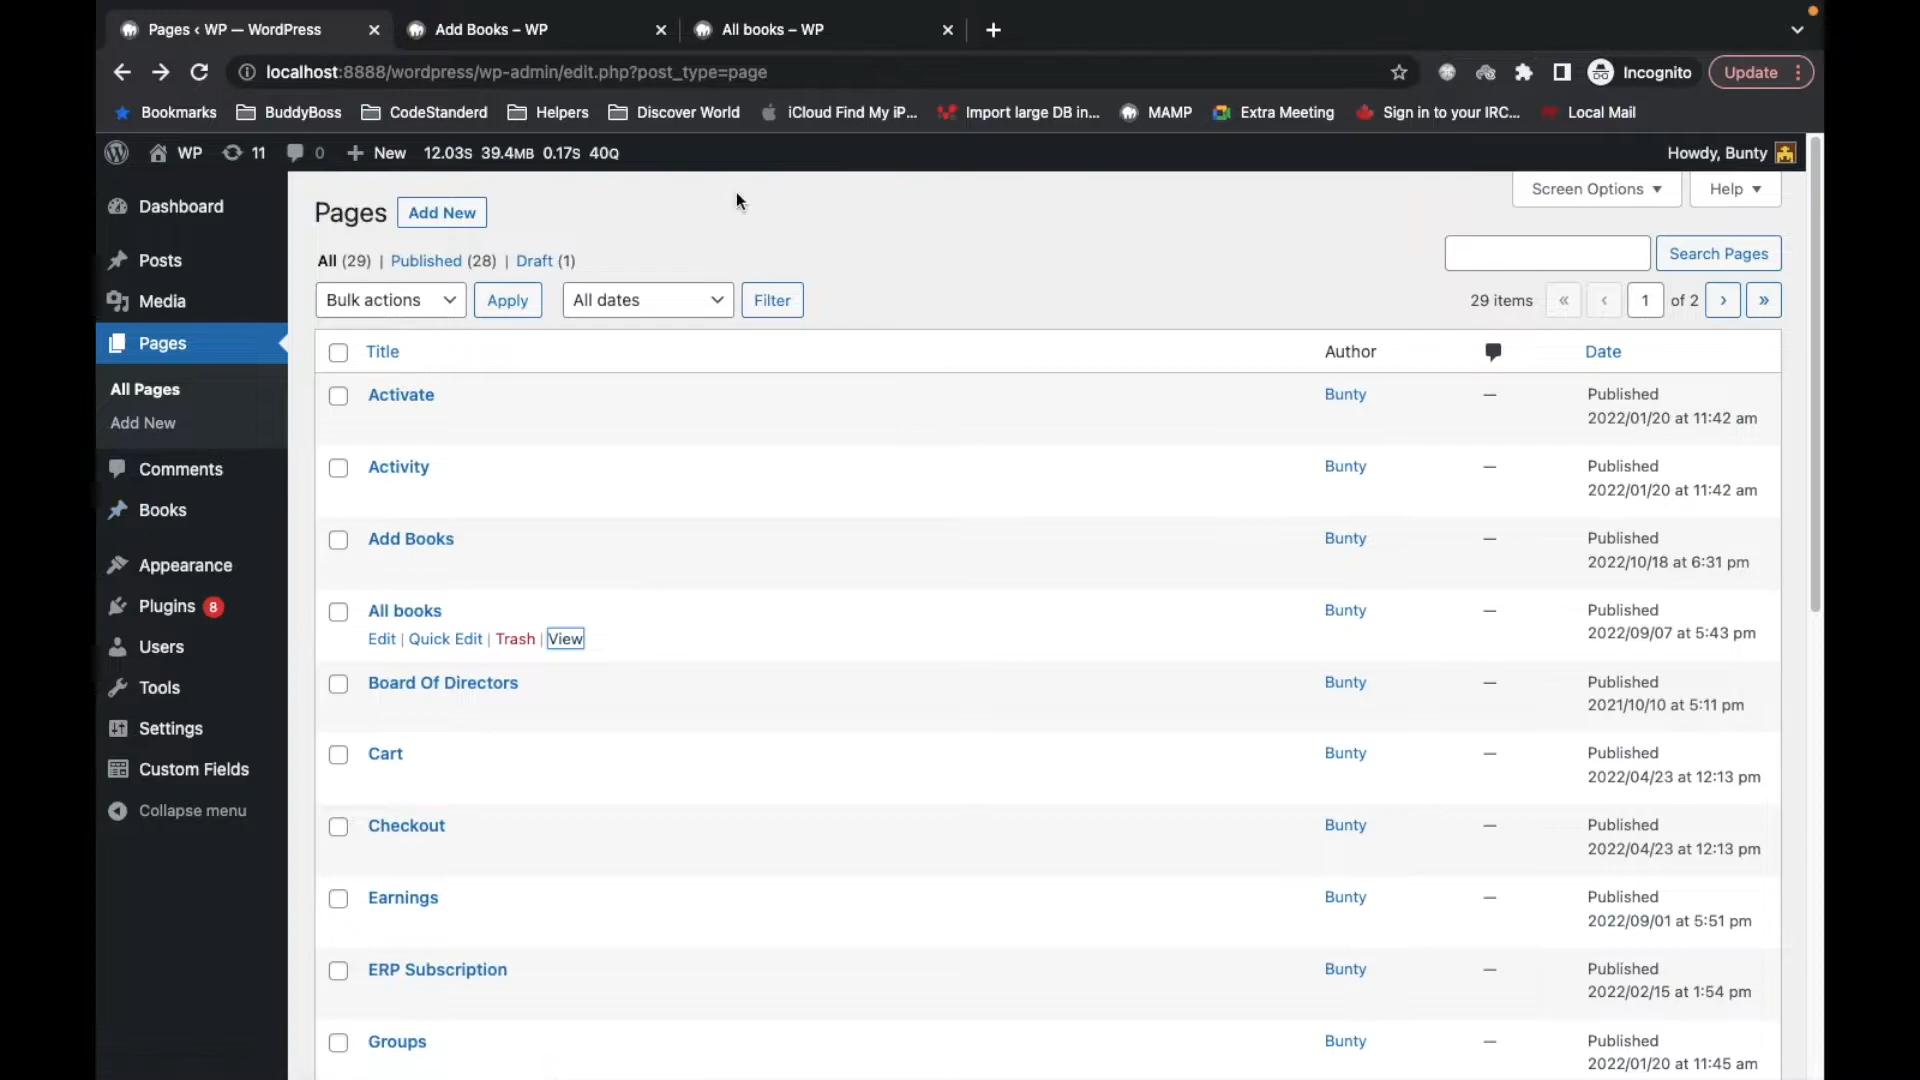 Pages ‹ WP — WordPress
Add Books – WP
All books – WP
localhost:8888/wordpress/wp-admin/edit.php?post_type=page
Incognito
Update
Bookmarks
BuddyBoss
CodeStanderd
Helpers
Discover World
iCloud Find My iP...
Import large DB in...
MAMP
Extra Meeting
Sign in to your IRC...
Local Mail
WP
11
0
New
12.03S 39.4MB 0.17S 40Q
Howdy, Bunty
Dashboard
Posts
Media
Pages
All Pages
Add New
Comments
Books
Appearance
Plugins 8
Users
Tools
Settings
Custom Fields
Collapse menu
Screen Options
Help
Pages
Add New
All (29) | Published (28) | Draft (1)
Search Pages
Bulk actions
Apply
All dates
Filter
29 items « ‹ 1 of 2 › »
Title Author Date
Activate Bunty — Published
2022/01/20 at 11:42 am
Activity Bunty — Published
2022/01/20 at 11:42 am
Add Books Bunty — Published
2022/10/18 at 6:31 pm
All books Bunty — Published
2022/09/07 at 5:43 pm
Edit | Quick Edit | Trash | View
Board Of Directors Bunty — Published
2021/10/10 at 5:11 pm
Cart Bunty — Published
2022/04/23 at 12:13 pm
Checkout Bunty — Published
2022/04/23 at 12:13 pm
Earnings Bunty — Published
2022/09/01 at 5:51 pm
ERP Subscription Bunty — Published
2022/02/15 at 1:54 pm
Groups Bunty — Published
2022/01/20 at 11:45 am